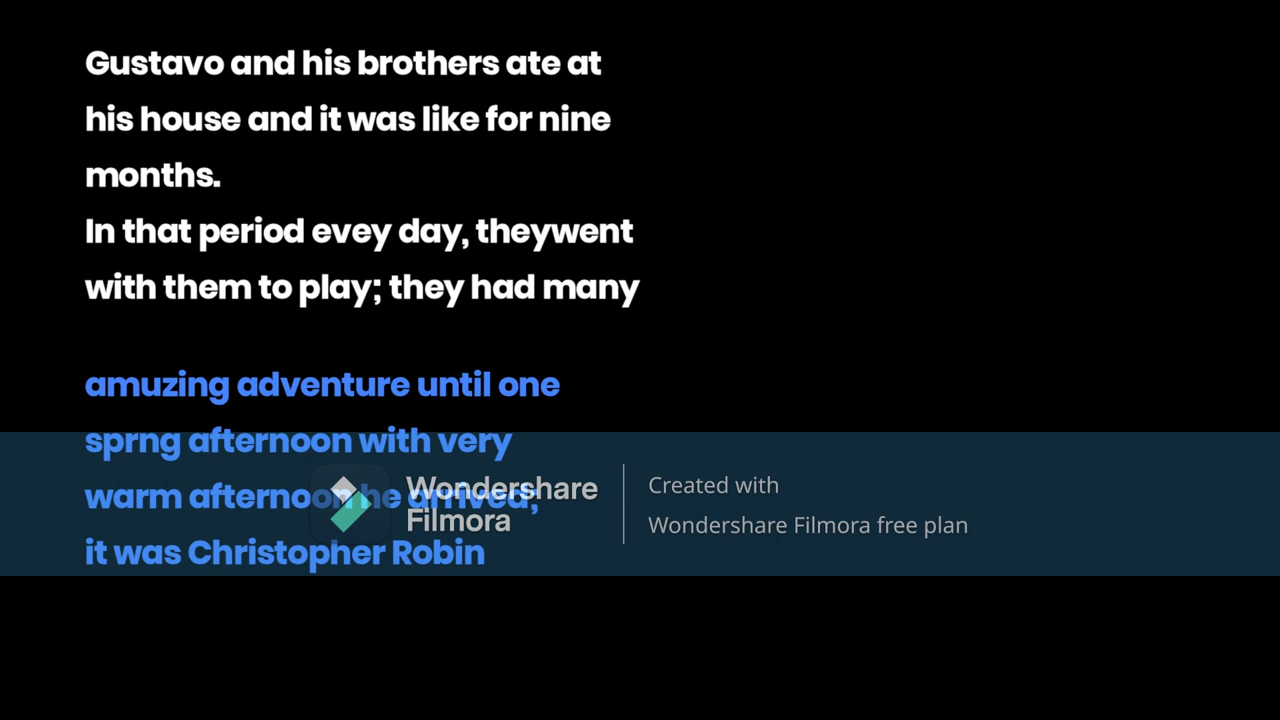 Gustavo and his brothers ate at
his house and it was like for nine
months.
In that period evey day, theywent
with them to play; they had many
amuzing adventure until one
sprng afternoon with very
warm afternoon he arrived;
it was Christopher Robin
Wondershare
Filmora
Created with
Wondershare Filmora free plan